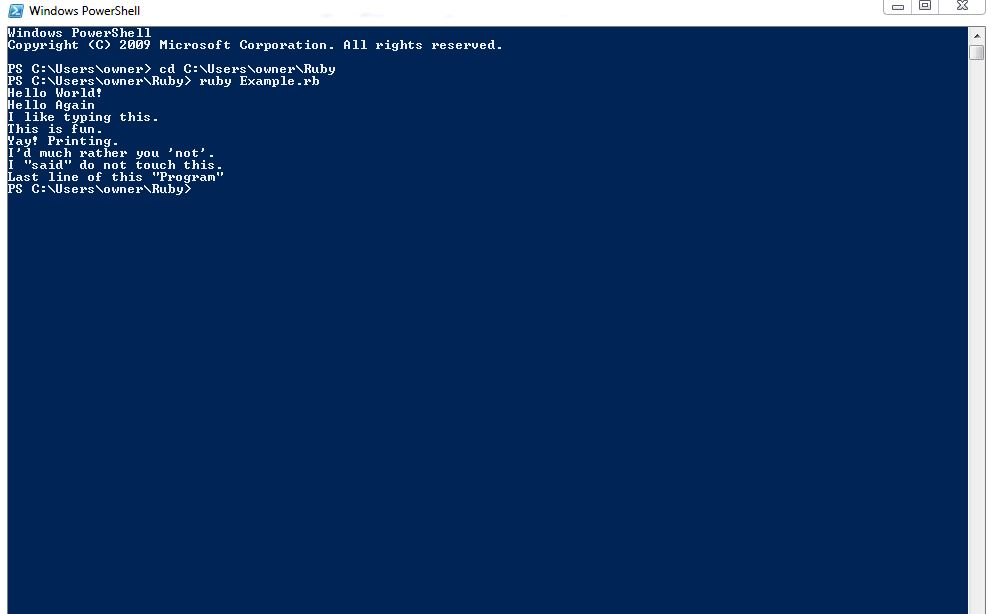 Windows PowerShell
Windows PowerShell
Copyright (C) 2009 Microsoft Corporation. All rights reserved.
PS C:\Users\owner> cd C:\Users\owner\Ruby
PS C:\Users\owner\Ruby> ruby Example.rb
Hello World!
Hello Again
I like typing this.
This is fun.
Yay! Printing.
I'd much rather you 'not'.
I "said" do not touch this.
Last line of this "Program"
PS C:\Users\owner\Ruby>